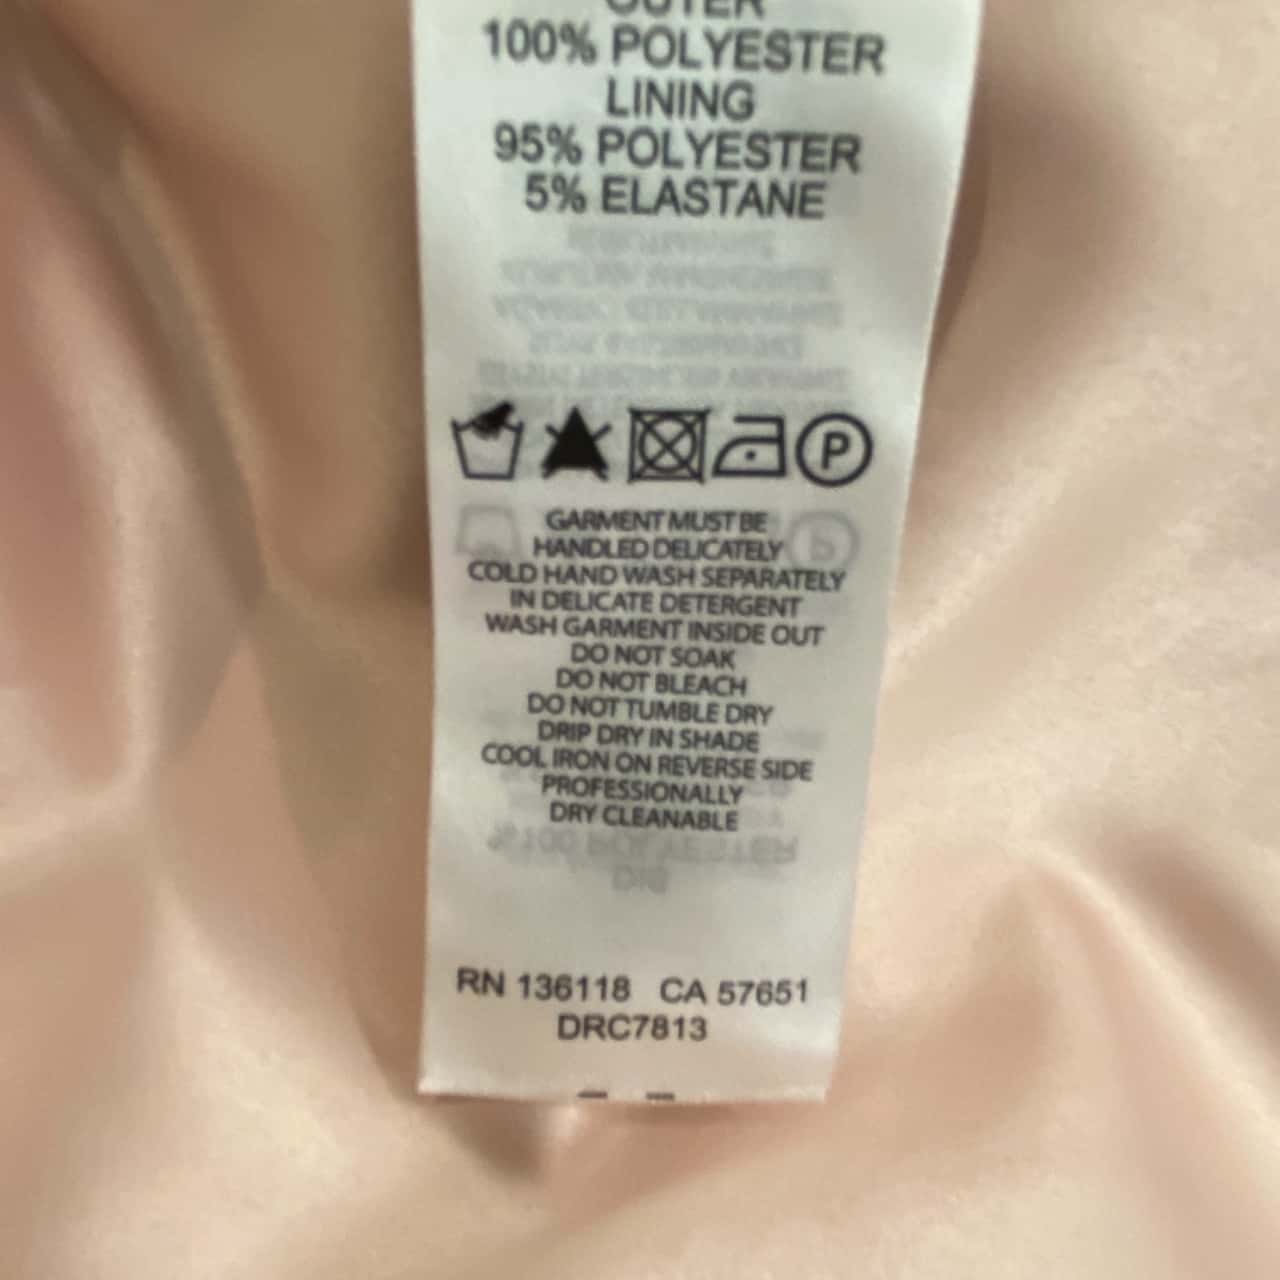 OUTER
100% POLYESTER
LINING
95% POLYESTER
5% ELASTANE
P
GARMENT MUST BE
HANDLED DELICATELY
COLD HAND WASH SEPARATELY
IN DELICATE DETERGENT
WASH GARMENT INSIDE OUT
DO NOT SOAK
DO NOT BLEACH
DO NOT TUMBLE DRY
DRIP DRY IN SHADE
COOL IRON ON REVERSE SIDE
PROFESSIONALLY
DRY CLEANABLE
RN 136118 CA 57651
DRC7813